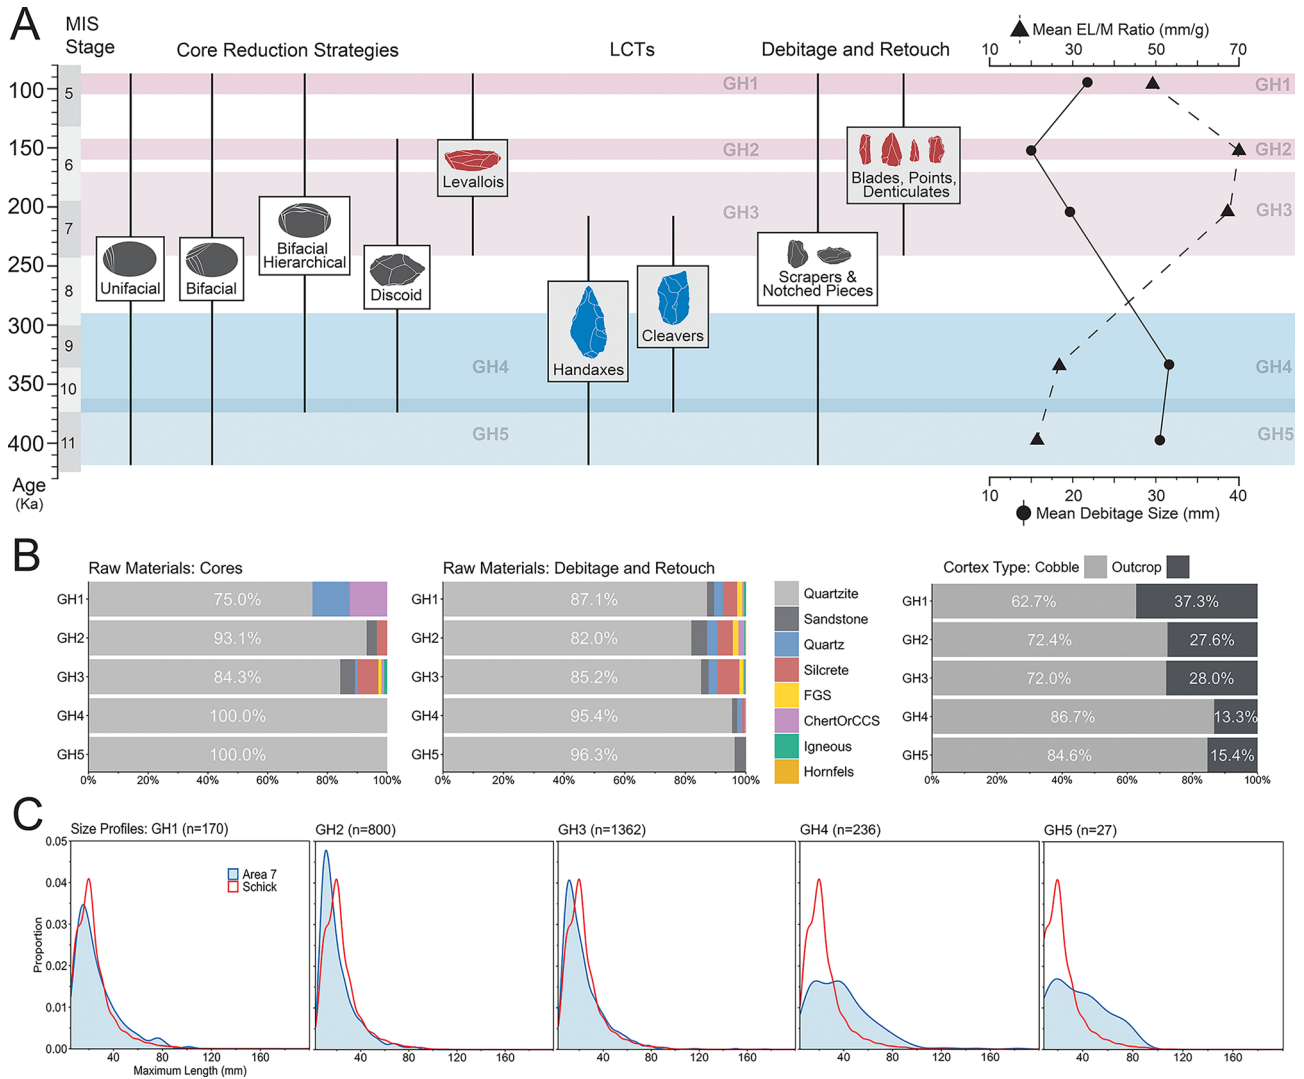 A
MIS
Stage
Core Reduction Strategies
LCTs
Debitage and Retouch
Mean EL/M Ratio (mm/g)
10 30 50 70
100
150
200
250
300
350
400
Age
(Ka)
5
6
7
8
9
10
11
GH1
GH2
GH3
GH4
GH5
GH1
GH2
GH3
GH4
GH5
Unifacial
Bifacial
Bifacial
Hierarchical
Discoid
Levallois
Handaxes
Cleavers
Scrapers &
Notched Pieces
Blades, Points,
Denticulates
10 20 30 40
Mean Debitage Size (mm)
B
Raw Materials: Cores
GH1 75.0%
GH2 93.1%
GH3 84.3%
GH4 100.0%
GH5 100.0%
0% 20% 40% 60% 80% 100%
Raw Materials: Debitage and Retouch
GH1 87.1%
GH2 82.0%
GH3 85.2%
GH4 95.4%
GH5 96.3%
0% 20% 40% 60% 80% 100%
Quartzite
Sandstone
Quartz
Silcrete
FGS
ChertOrCCS
Igneous
Hornfels
Cortex Type: Cobble Outcrop
GH1 62.7% 37.3%
GH2 72.4% 27.6%
GH3 72.0% 28.0%
GH4 86.7% 13.3%
GH5 84.6% 15.4%
0% 20% 40% 60% 80% 100%
C
Size Profiles: GH1 (n=170)
GH2 (n=800)
GH3 (n=1362)
GH4 (n=236)
GH5 (n=27)
Area 7
Schick
Proportion
0.05
0.04
0.03
0.02
0.01
0.00
40 80 120 160
40 80 120 160
40 80 120 160
40 80 120 160
40 80 120 160
Maximum Length (mm)